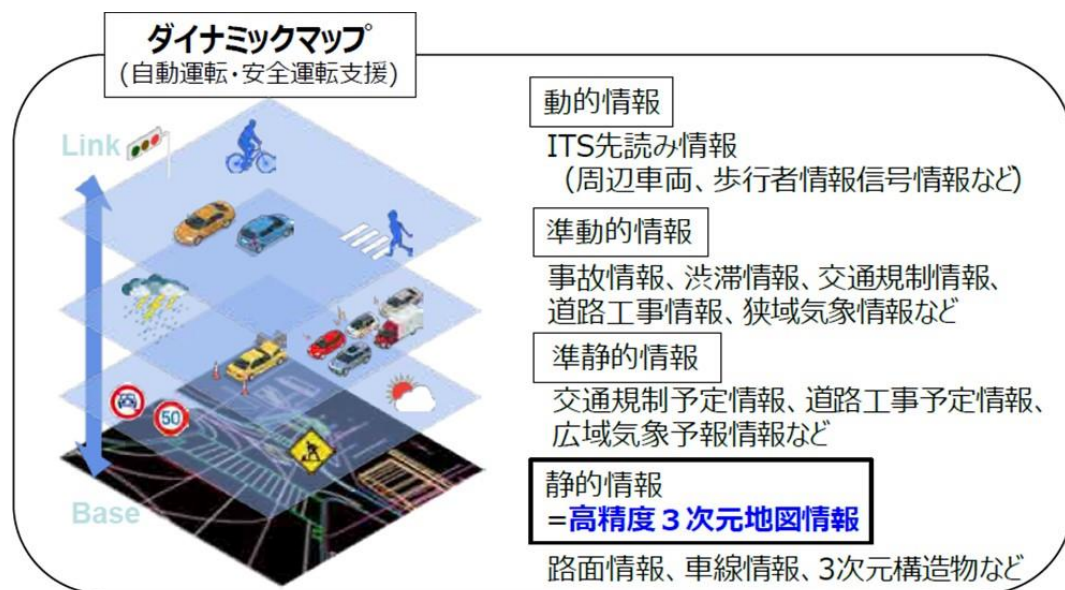 ダイナミックマップ
(自動運転・安全運転支援)
Link
50
Base
動的情報
ITS先読み情報
（周辺車両、歩行者情報信号情報など）
準動的情報
事故情報、渋滞情報、交通規制情報、
道路工事情報、狭域気象情報など
準静的情報
交通規制予定情報、道路工事予定情報、
広域気象予報情報など
静的情報
=高精度３次元地図情報
路面情報、車線情報、3次元構造物など